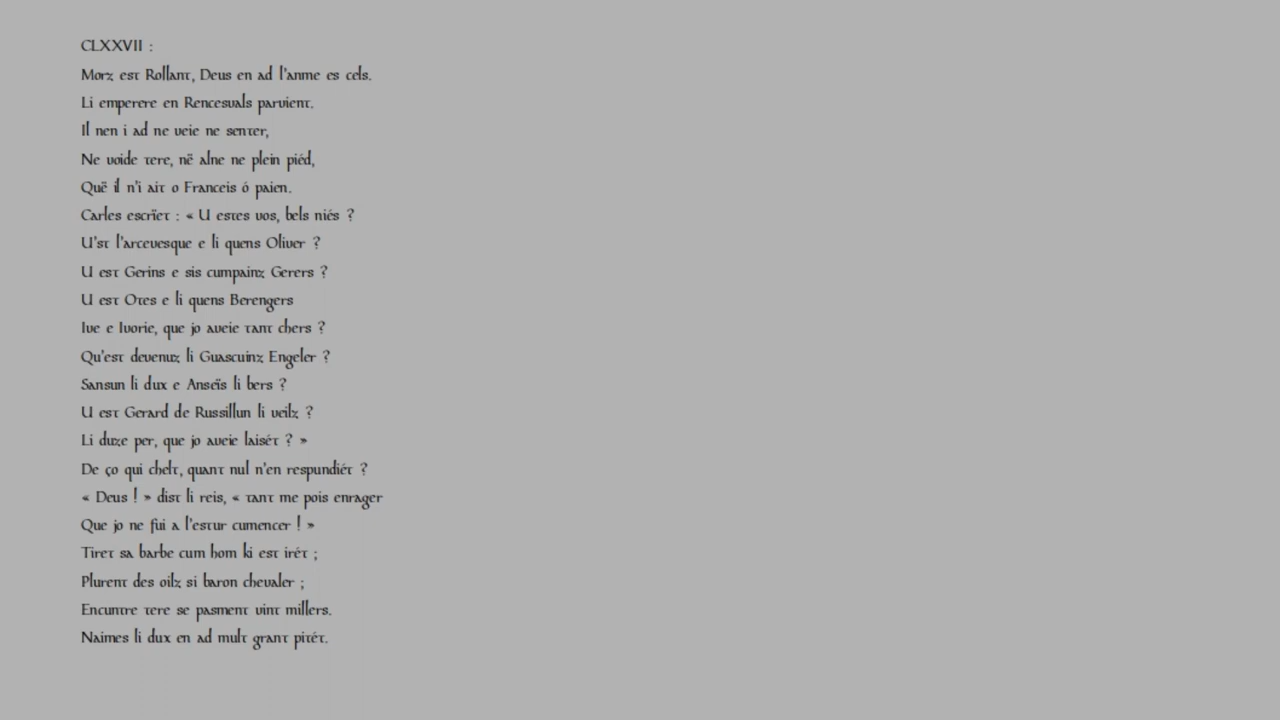 CLXXVII :
Morz est Rollant, Deus en ad l'anme es cels.
Li emperere en Rencesvals parvient.
Il nen i ad ne veie ne senter,
Ne voide tere, në alne ne plein piéd,
Quë il n'i ait o Franceis ó paien.
Carles escrïet : « U estes vos, bels niés ?
U'st l'arcevesque e li quens Oliver ?
U est Gerins e sis cumpainz Gerers ?
U est Otes e li quens Berengers
Ive e Ivorie, que jo aveie tant chers ?
Qu'est devenuz li Guascuinz Engeler ?
Sansun li dux e Anseïs li bers ?
U est Gerard de Russillun li veilz ?
Li duze per, que jo aveie laisét ? »
De ço qui chelt, quant nul n'en respundiét ?
« Deus ! » dist li reis, « tant me pois enrager
Que jo ne fui a l'estur cumencer ! »
Tiret sa barbe cum hom ki est irét ;
Plurent des oilz si baron chevaler ;
Encuntre tere se pasment vint millers.
Naimes li dux en ad mult grant pitét.